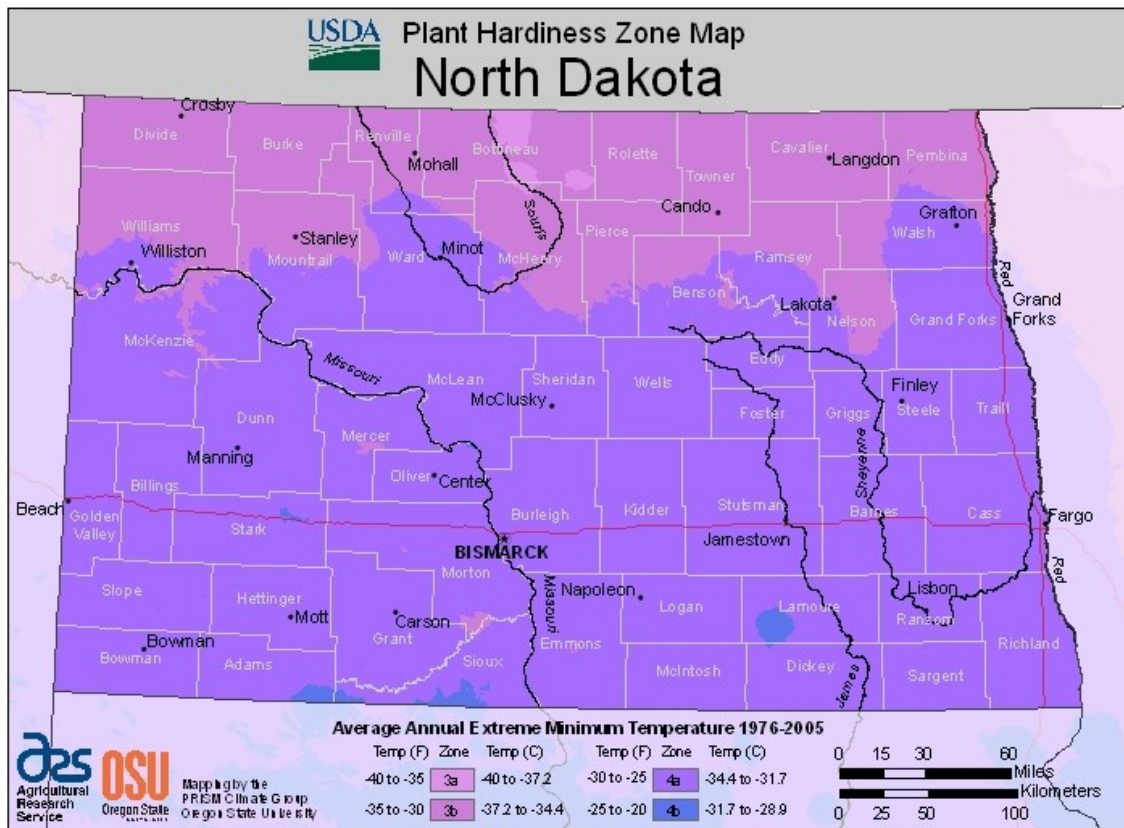 USDA
Plant Hardiness Zone Map
North Dakota
Crosby
Divide
Burke
Renville
Mohall
Bottineau
Rolette
Towner
Cavalier
Langdon
Pembina
Williams
Williston
Stanley
Mountrail
Ward
Minot
Souris
McHenry
Pierce
Cando
Ramsey
Walsh
Grafton
Benson
Lakota
Nelson
Red
Grand Forks
Grand
Forks
McKenzie
Missouri
McLean
Sheridan
McClusky
Wells
Eddy
Foster
Griggs
Finley
Steele
Traill
Dunn
Manning
Mercer
Oliver
Center
Sheyenne
Beach
Billings
Golden
Valley
Stark
Burleigh
Kidder
Stutsman
Barnes
Cass
Fargo
BISMARCK
Jamestown
Morton
Missouri
Red
Slope
Hettinger
Mott
Carson
Grant
Napoleon
Logan
Lamoure
Lisbon
Ransom
Richland
Bowman
Bowman
Adams
Sioux
Emmons
McIntosh
Dickey
James
Sargent
Average Annual Extreme Minimum Temperature 1976-2005
Temp (F) Zone Temp (C) Temp (F) Zone Temp (C)
-40 to -35 3a -40 to -37.2 -30 to -25 4a -34.4 to -31.7
-35 to -30 3b -37.2 to -34.4 -25 to -20 4b -31.7 to -28.9
0 15 30 60
Miles
Kilometers
0 25 50 100
ars
Agricultural
Research
Service
OSU
Oregon State
Mapping by the
PRISM Climate Group
Oregon State University